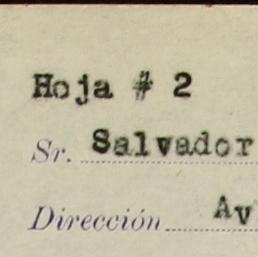 Hoja # 2
Sr. Salvador
Dirección Av